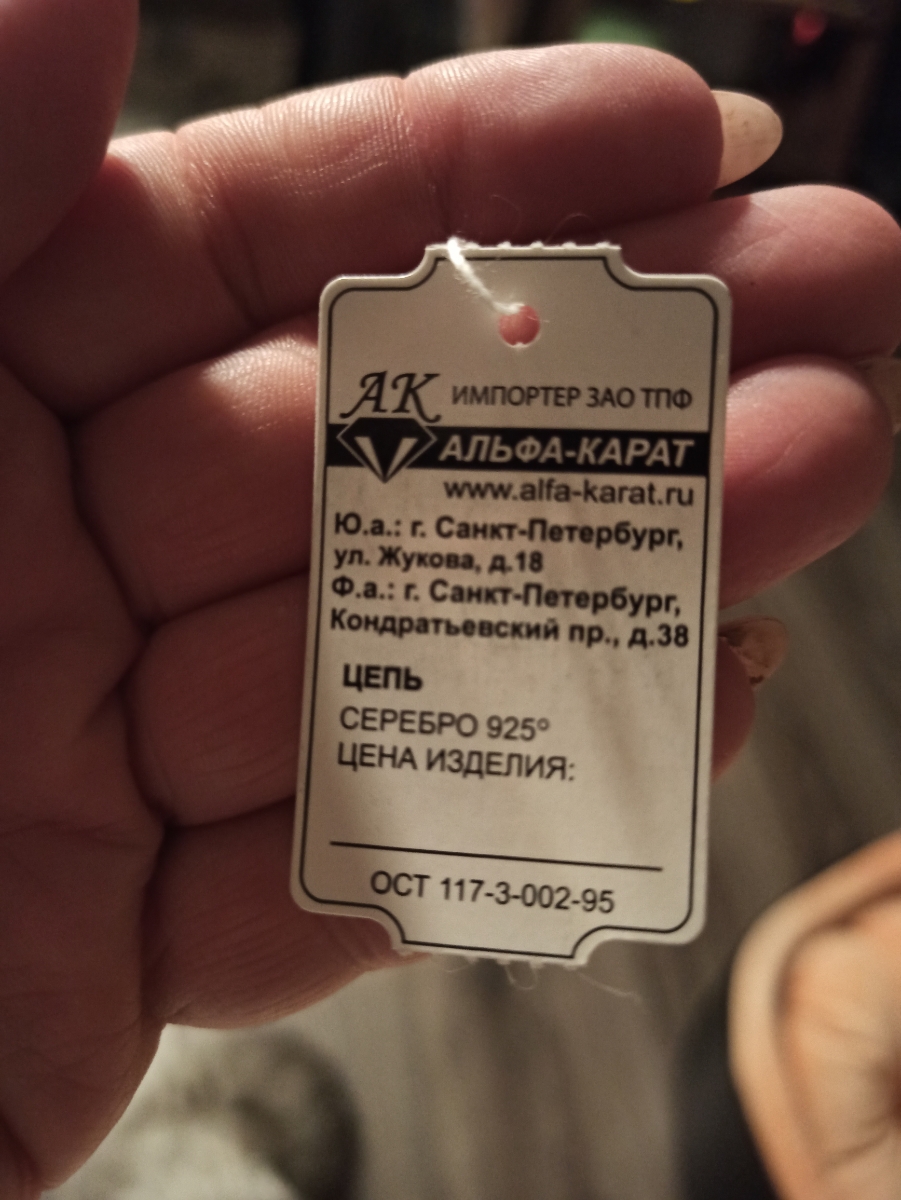 АК ИМПОРТЕР ЗАО ТПФ
АЛЬФА-КАРАТ
www.alfa-karat.ru
Ю.а.: г. Санкт-Петербург,
ул. Жукова, д.18
Ф.а.: г. Санкт-Петербург,
Кондратьевский пр., д.38
ЦЕПЬ
СЕРЕБРО 925°
ЦЕНА ИЗДЕЛИЯ:
ОСТ 117-3-002-95